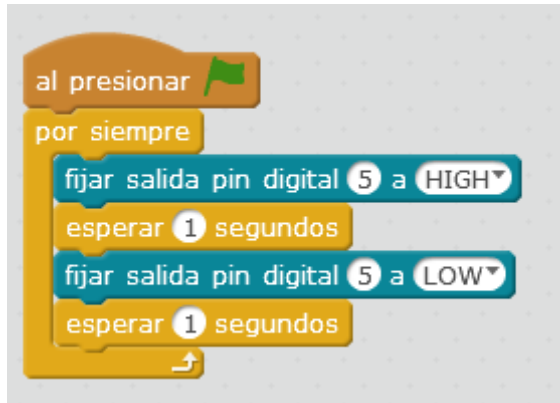 al presionar
por siempre
fijar salida pin digital 5 a HIGH
esperar 1 segundos
fijar salida pin digital 5 a LOW
esperar 1 segundos